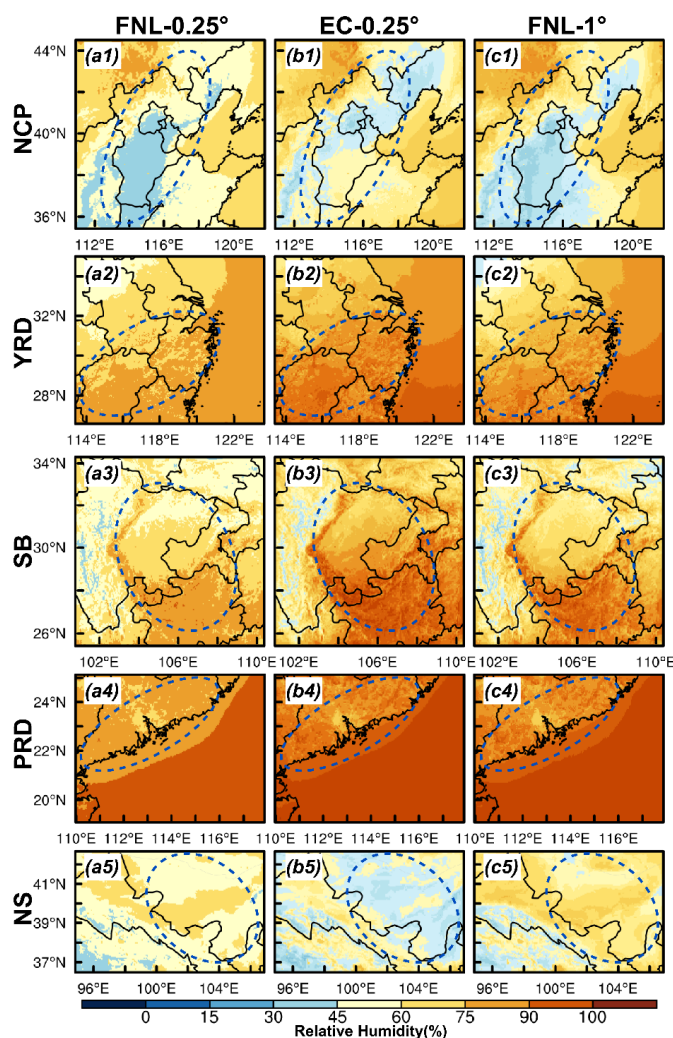 FNL-0.25° EC-0.25° FNL-1°
NCP
44°N
40°N
36°N
(a1) (b1) (c1)
112°E 116°E 120°E 112°E 116°E 120°E 112°E 116°E 120°E
YRD
32°N
28°N
(a2) (b2) (c2)
114°E 118°E 122°E 114°E 118°E 122°E 114°E 118°E 122°E
SB
34°N
30°N
26°N
(a3) (b3) (c3)
102°E 106°E 110°E 102°E 106°E 110°E 102°E 106°E 110°E
PRD
25°N
22°N
19°N
(a4) (b4) (c4)
110°E 112°E 114°E 116°E 110°E 112°E 114°E 116°E 110°E 112°E 114°E 116°E
NS
41°N
39°N
37°N
(a5) (b5) (c5)
96°E 100°E 104°E 96°E 100°E 104°E 96°E 100°E 104°E
0 15 30 45 60 75 90 100
Relative Humidity(%)